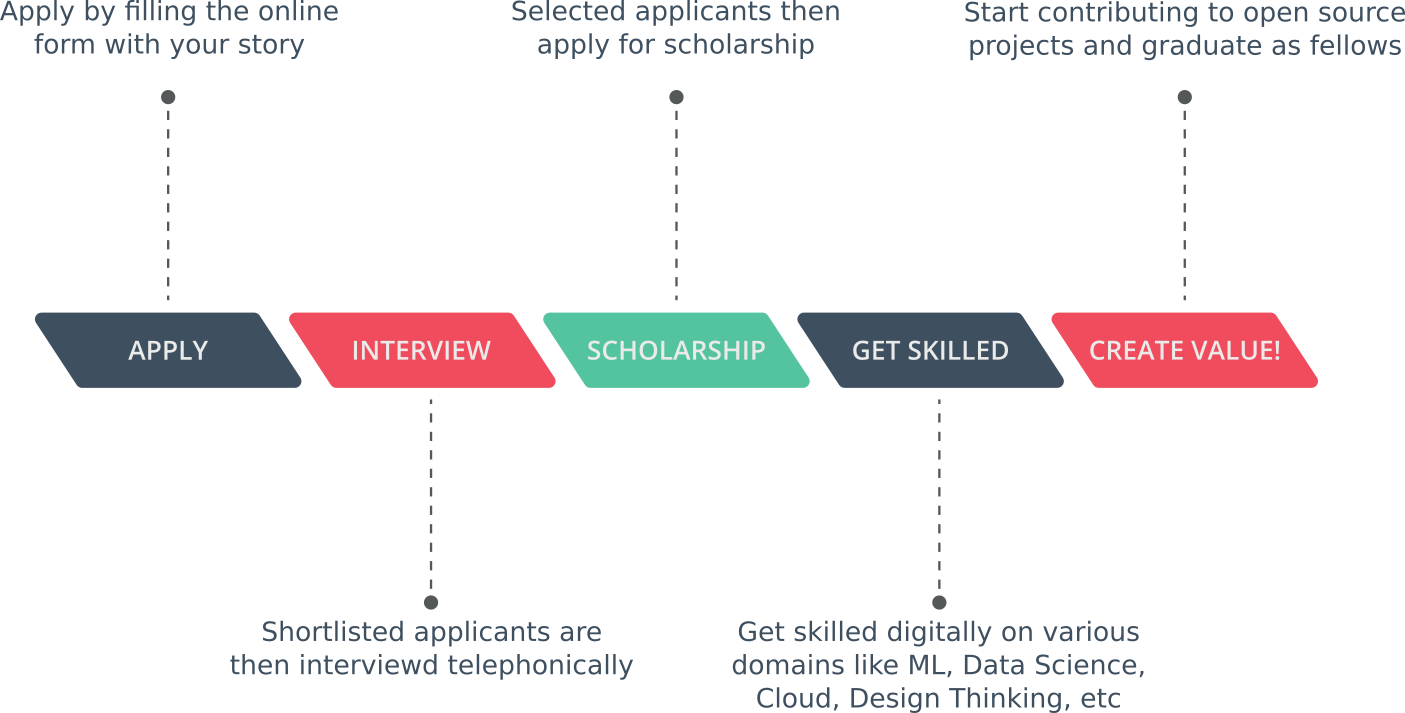 Apply by filling the online
form with your story
Selected applicants then
apply for scholarship
Start contributing to open source
projects and graduate as fellows
APPLY
INTERVIEW
SCHOLARSHIP
GET SKILLED
CREATE VALUE!
Shortlisted applicants are
then interviewd telephonically
Get skilled digitally on various
domains like ML, Data Science,
Cloud, Design Thinking, etc